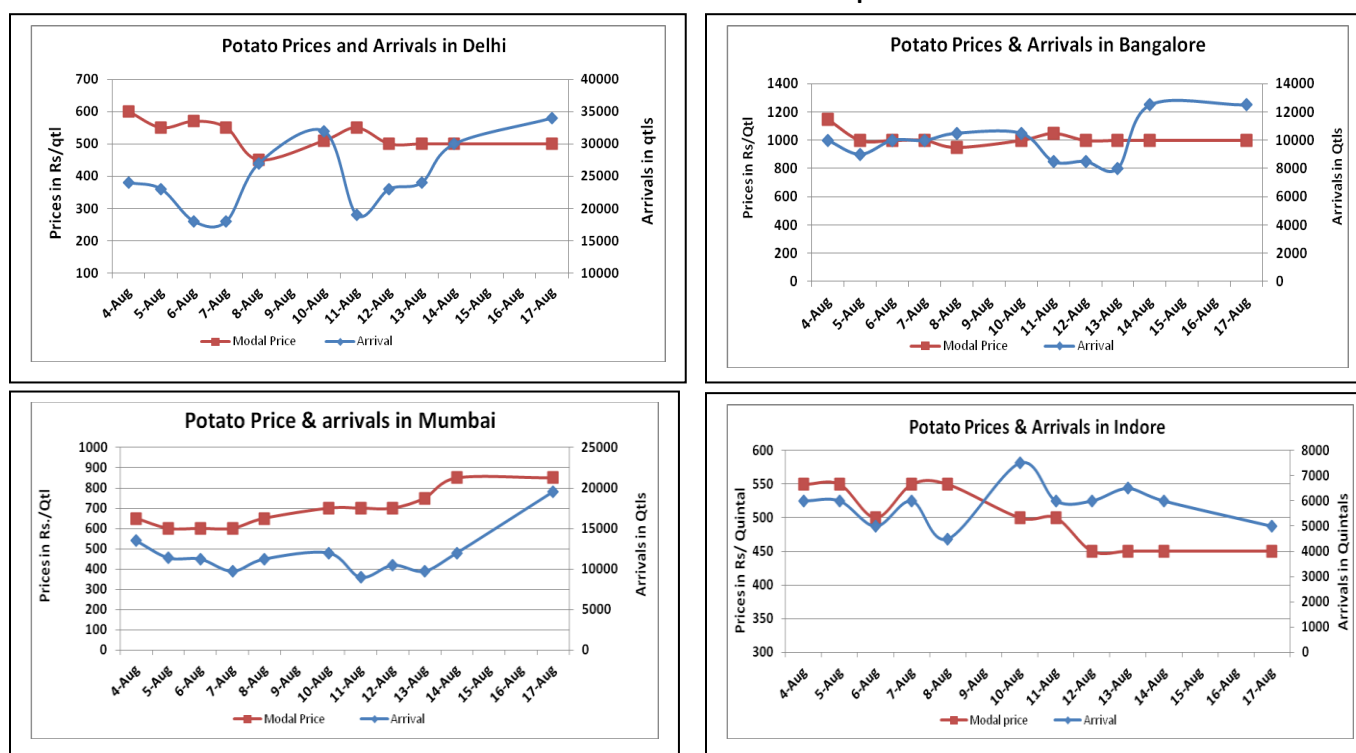 Potato Prices and Arrivals in Delhi
Prices in Rs/qtl
700
600
500
400
300
200
100
40000
35000
30000
25000
20000
15000
10000
Arrivals in qtls
4-Aug
5-Aug
6-Aug
7-Aug
8-Aug
9-Aug
10-Aug
11-Aug
12-Aug
13-Aug
14-Aug
15-Aug
16-Aug
17-Aug
Modal Price
Arrival
Potato Prices & Arrivals in Bangalore
Prices in Rs/Qtl
1400
1200
1000
800
600
400
200
0
14000
12000
10000
8000
6000
4000
2000
0
Arrivals in Qtls
4-Aug
5-Aug
6-Aug
7-Aug
8-Aug
9-Aug
10-Aug
11-Aug
12-Aug
13-Aug
14-Aug
15-Aug
16-Aug
17-Aug
Modal Price
Arrival
Potato Price & arrivals in Mumbai
Prices in Rs./Qtl
1000
900
800
700
600
500
400
300
200
100
0
25000
20000
15000
10000
5000
0
Arrivals in Qtls
4-Aug
5-Aug
6-Aug
7-Aug
8-Aug
9-Aug
10-Aug
11-Aug
12-Aug
13-Aug
14-Aug
15-Aug
16-Aug
17-Aug
Modal Price
Arrival
Potato Prices & Arrivals in Indore
Prices in Rs/ Quintal
600
550
500
450
400
350
300
8000
7000
6000
5000
4000
3000
2000
1000
0
Arrivals in Quintals
4-Aug
5-Aug
6-Aug
7-Aug
8-Aug
9-Aug
10-Aug
11-Aug
12-Aug
13-Aug
14-Aug
15-Aug
16-Aug
17-Aug
Modal price
Arrival